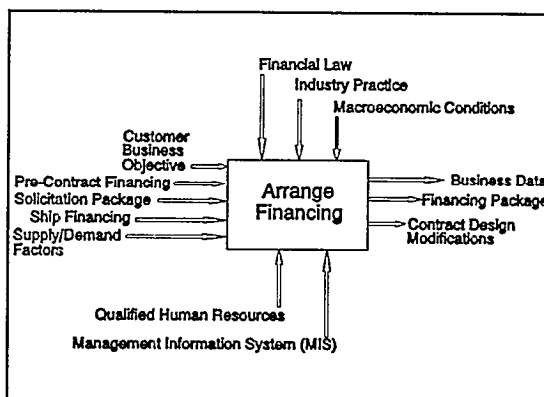 Financial Law
Industry Practice
Macroeconomic Conditions
Customer
Business
Objective
Pre-Contract Financing
Solicitation Package
Ship Financing
Supply/Demand
Factors
Arrange
Financing
Business Data
Financing Package
Contract Design
Modifications
Qualified Human Resources
Management Information System (MIS)